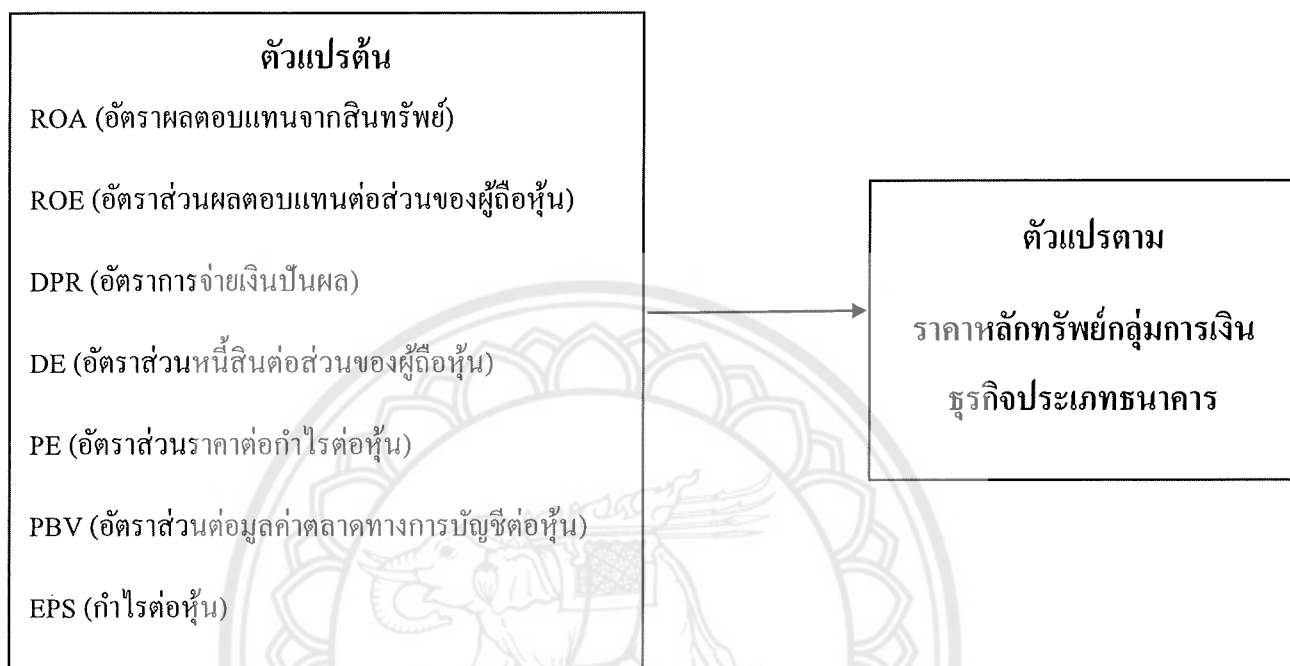 ตัวแปรต้น
ROA (อัตราผลตอบแทนจากสินทรัพย์)
ROE (อัตราส่วนผลตอบแทนต่อส่วนของผู้ถือหุ้น)
DPR (อัตราการจ่ายเงินปันผล)
DE (อัตราส่วนหนี้สินต่อส่วนของผู้ถือหุ้น)
PE (อัตราส่วนราคาต่อกำไรต่อหุ้น)
PBV (อัตราส่วนต่อมูลค่าตลาดทางการบัญชีต่อหุ้น)
EPS (กำไรต่อหุ้น)
ตัวแปรตาม
ราคาหลักทรัพย์กลุ่มการเงิน
ธุรกิจประเภทธนาคาร